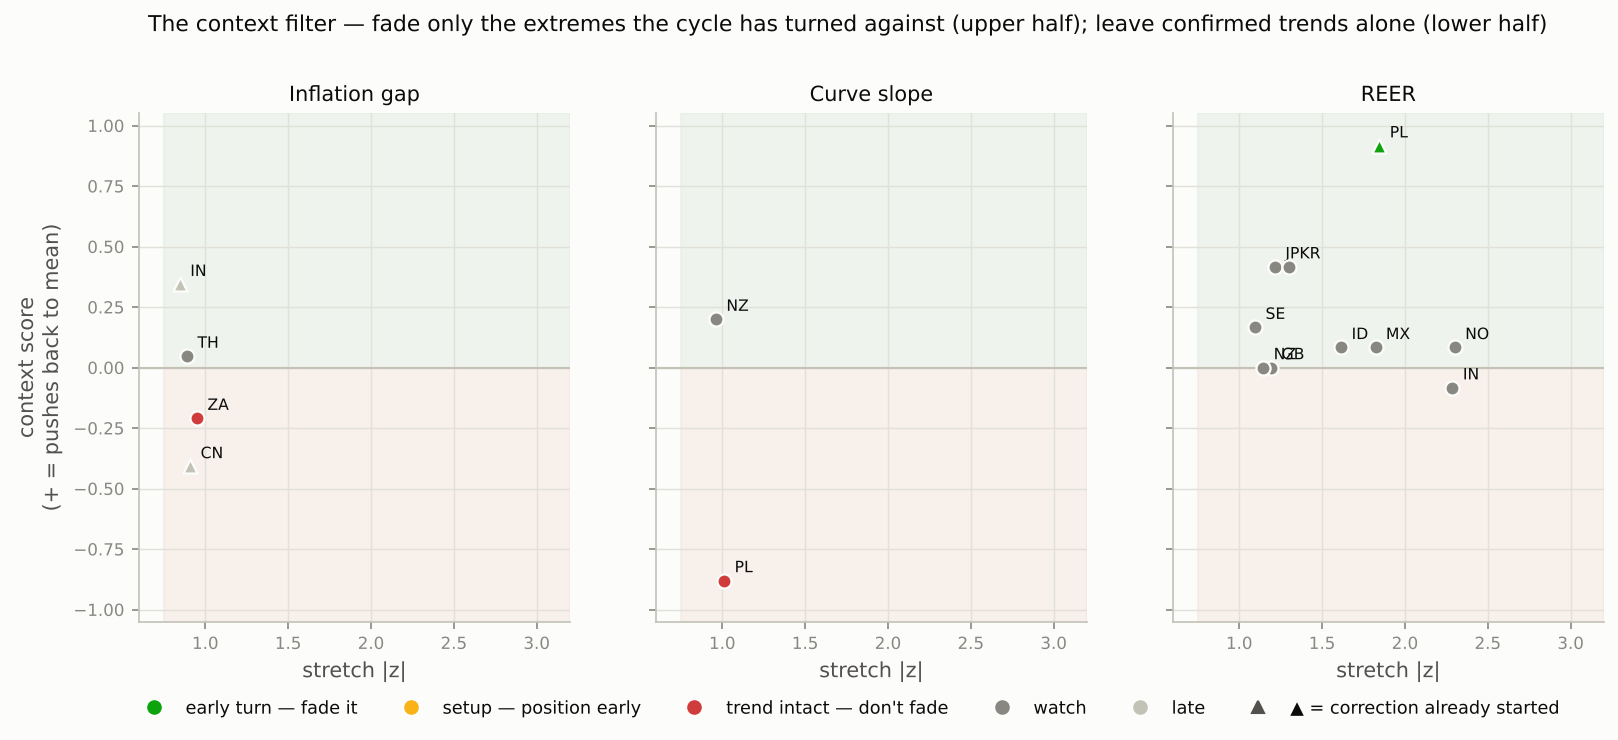 The context filter — fade only the extremes the cycle has turned against (upper half); leave confirmed trends alone (lower half)
Inflation gap
Curve slope
REER
context score
(+ = pushes back to mean)
1.00
0.75
0.50
0.25
0.00
−0.25
−0.50
−0.75
−1.00
IN
TH
ZA
CN
1.0 1.5 2.0 2.5 3.0
stretch |z|
NZ
PL
1.0 1.5 2.0 2.5 3.0
stretch |z|
PL
JP KR
SE
ID MX NO
NZ GB
IN
1.0 1.5 2.0 2.5 3.0
stretch |z|
early turn — fade it
setup — position early
trend intact — don't fade
watch
late
▲ = correction already started